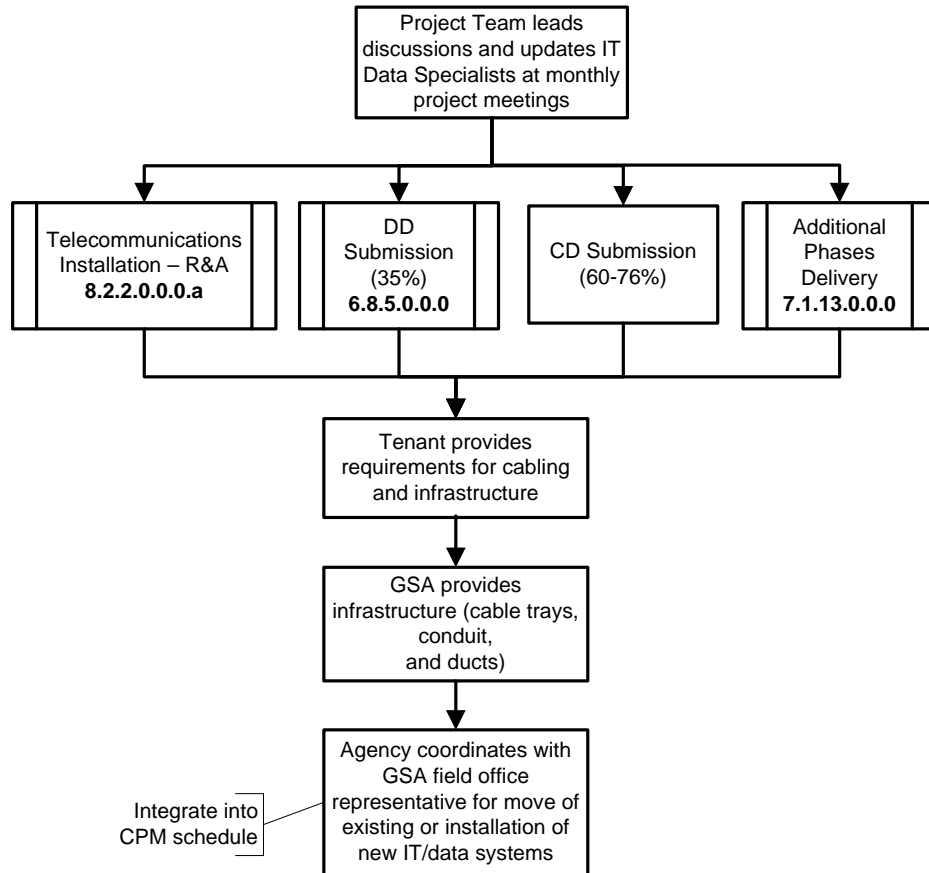 Project Team leads
discussions and updates IT
Data Specialists at monthly
project meetings
Telecommunications
Installation – R&A
8.2.2.0.0.0.a
DD
Submission
(35%)
6.8.5.0.0.0
CD Submission
(60-76%)
Additional
Phases
Delivery
7.1.13.0.0.0
Tenant provides
requirements for cabling
and infrastructure
GSA provides
infrastructure (cable trays,
conduit,
and ducts)
Agency coordinates with
GSA field office
representative for move of
existing or installation of
new IT/data systems
Integrate into
CPM schedule